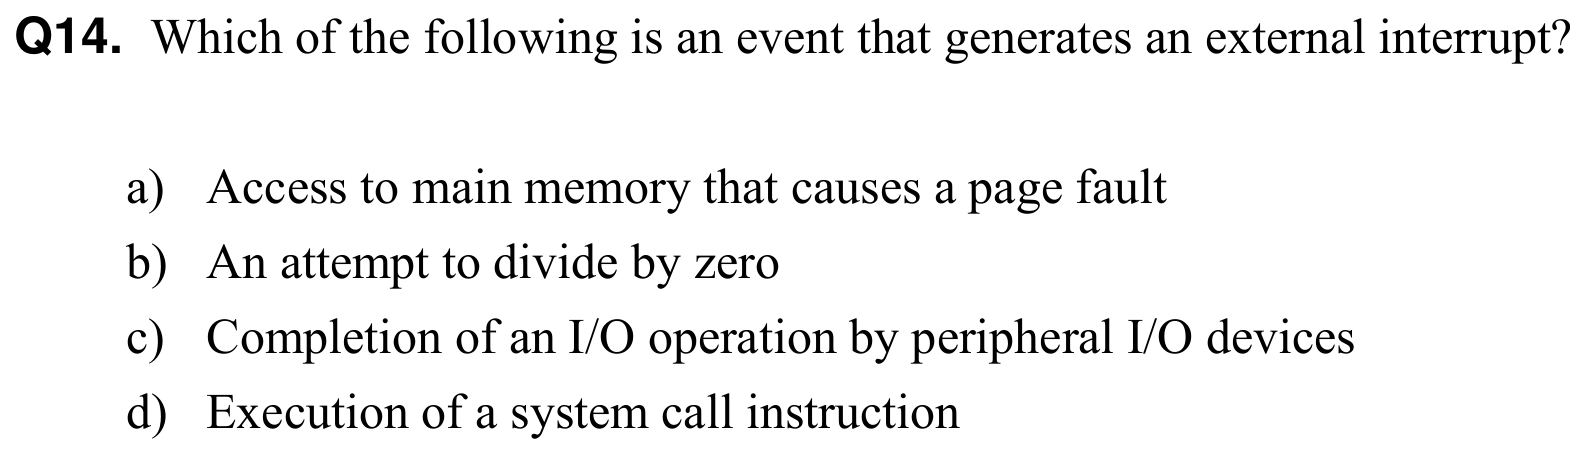 Q14. Which of the following is an event that generates an external interrupt?
a) Access to main memory that causes a page fault
b) An attempt to divide by zero
c) Completion of an I/O operation by peripheral I/O devices
d) Execution of a system call instruction